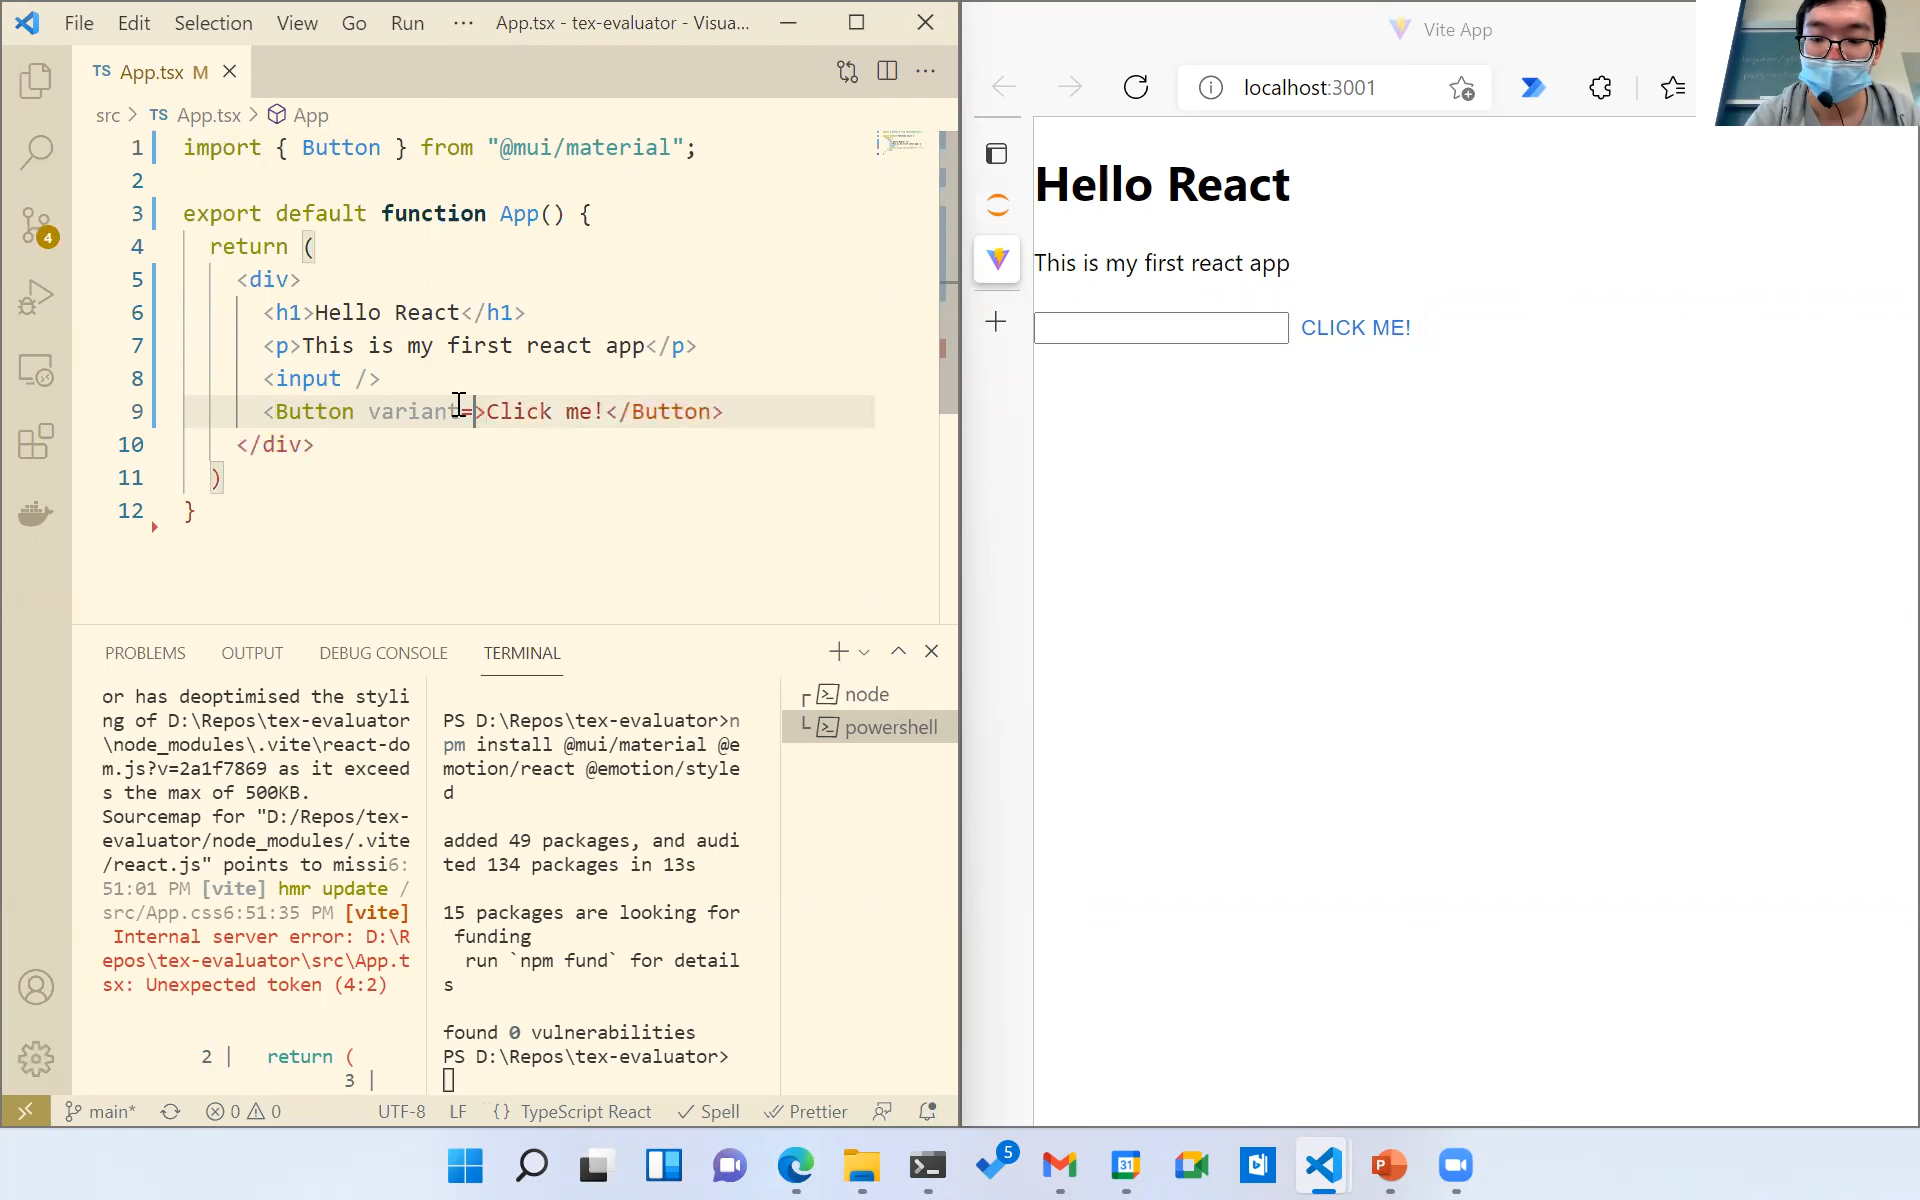 File Edit Selection View Go Run ··· App.tsx - tex-evaluator - Visua...
TS App.tsx M
src > TS App.tsx > App
1 import { Button } from "@mui/material";
2
3 export default function App() {
4 return (
5 <div>
6 <h1>Hello React</h1>
7 <p>This is my first react app</p>
8 <input />
9 <Button variant=>Click me!</Button>
10 </div>
11 )
12 }
4
PROBLEMS OUTPUT DEBUG CONSOLE TERMINAL
or has deoptimised the styli
ng of D:\Repos\tex-evaluator
\node_modules\.vite\react-do
m.js?v=2a1f7869 as it exceed
s the max of 500KB.
Sourcemap for "D:/Repos/tex-
evaluator/node_modules/.vite
/react.js" points to missi6:
51:01 PM [vite] hmr update /
src/App.css6:51:35 PM [vite]
Internal server error: D:\R
epos\tex-evaluator\src\App.t
sx: Unexpected token (4:2)
2 | return (
3 |
PS D:\Repos\tex-evaluator>n
pm install @mui/material @e
motion/react @emotion/style
d
added 49 packages, and audi
ted 134 packages in 13s
15 packages are looking for
funding
run `npm fund` for detail
s
found 0 vulnerabilities
PS D:\Repos\tex-evaluator>
node
powershell
main* 0 0 UTF-8 LF {} TypeScript React Spell Prettier
Vite App
localhost:3001
Hello React
This is my first react app
CLICK ME!
5
31
P